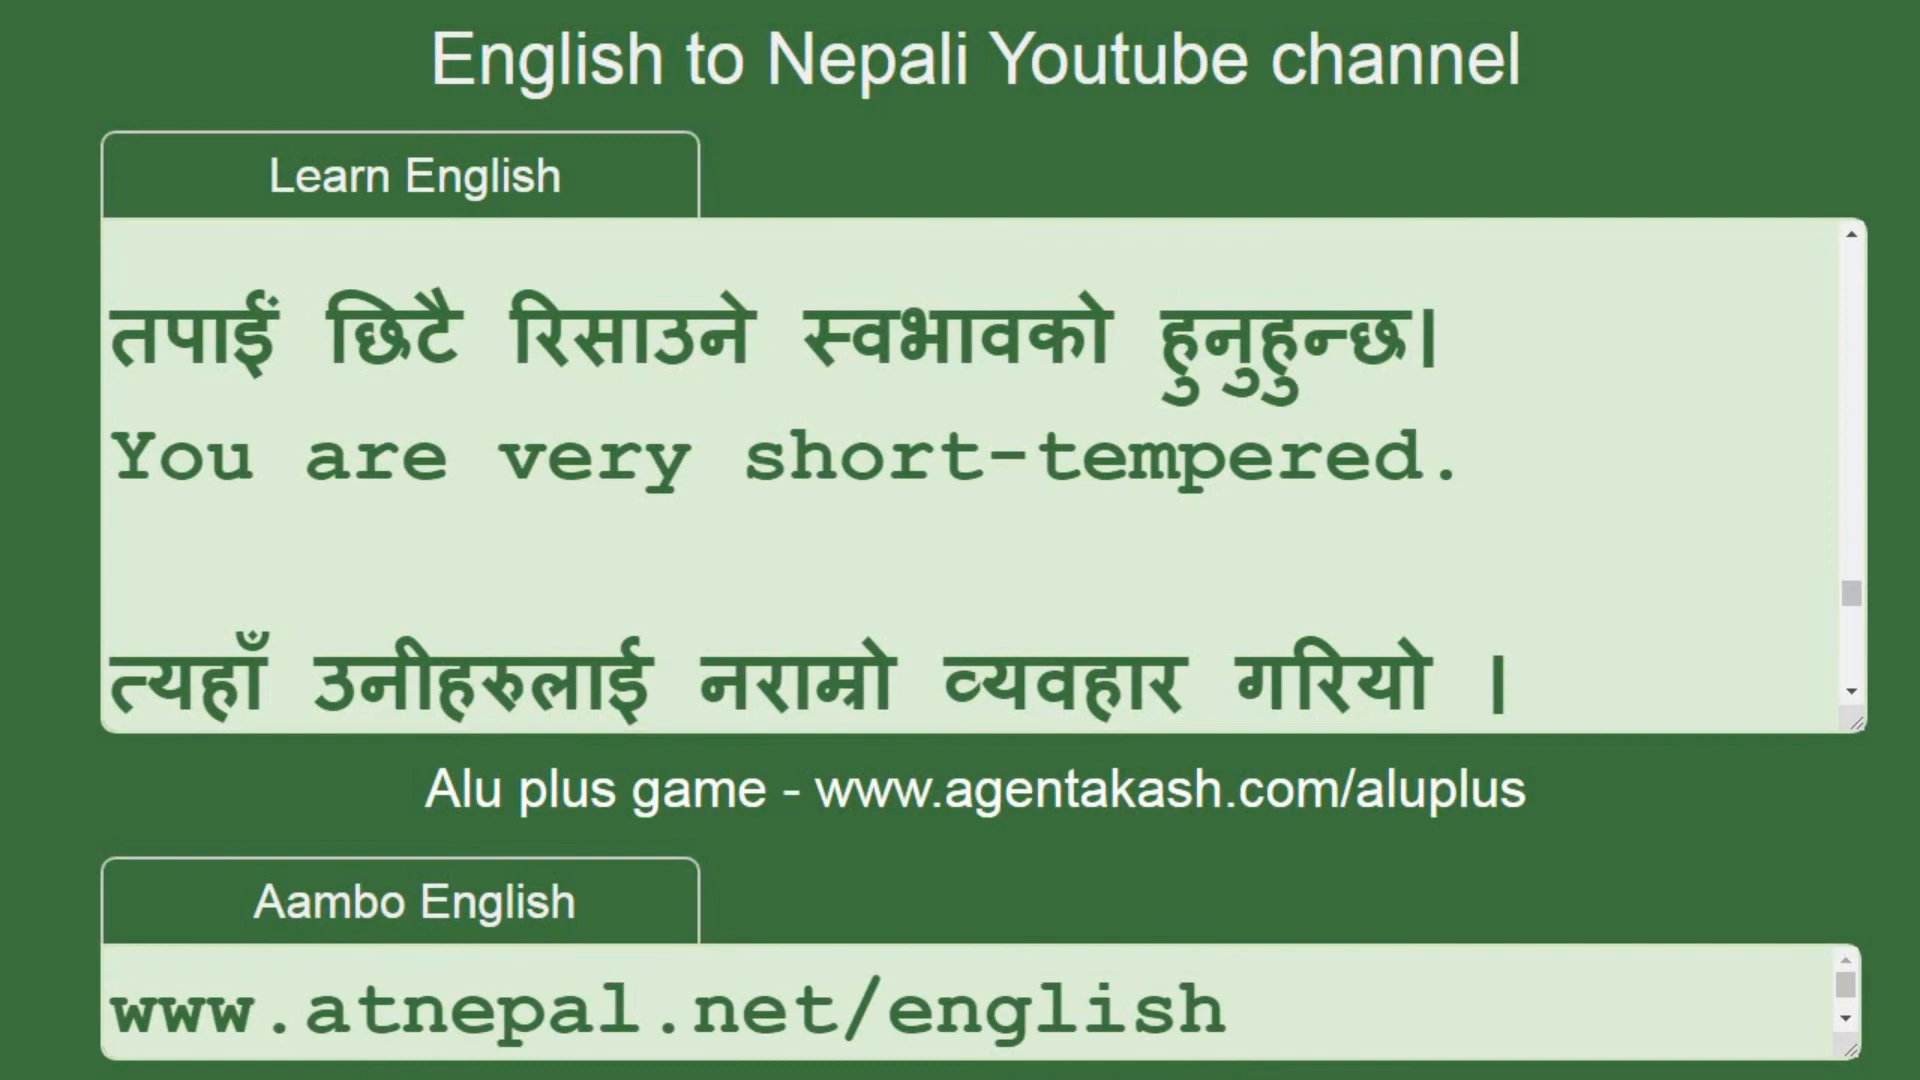 English to Nepali Youtube channel
Learn English
तपाईं छिटै रिसाउने स्वभावको हुनुहुन्छ।
You are very short-tempered.
त्यहाँ उनीहरुलाई नराम्रो व्यवहार गरियो ।
Alu plus game - www.agentakash.com/aluplus
Aambo English
www.atnepal.net/english